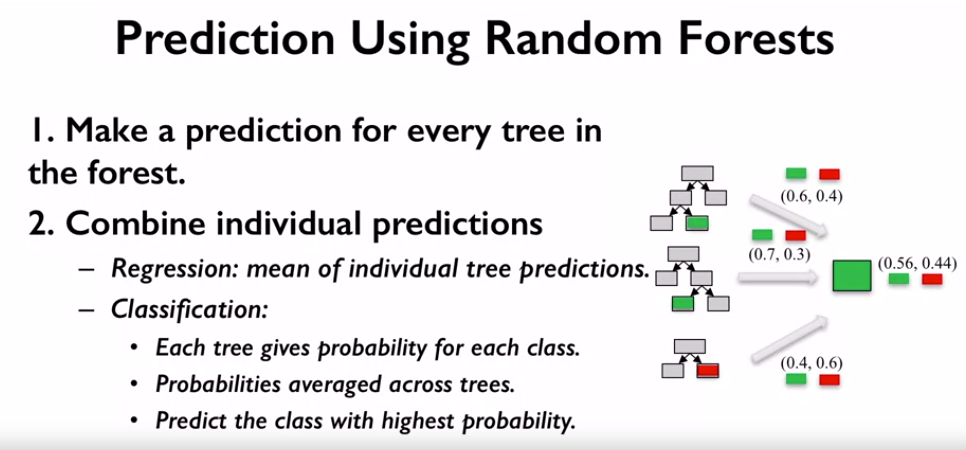 Prediction Using Random Forests
1. Make a prediction for every tree in
the forest.
2. Combine individual predictions
– Regression: mean of individual tree predictions.
– Classification:
• Each tree gives probability for each class.
• Probabilities averaged across trees.
• Predict the class with highest probability.
(0.6, 0.4)
(0.7, 0.3)
(0.56, 0.44)
(0.4, 0.6)